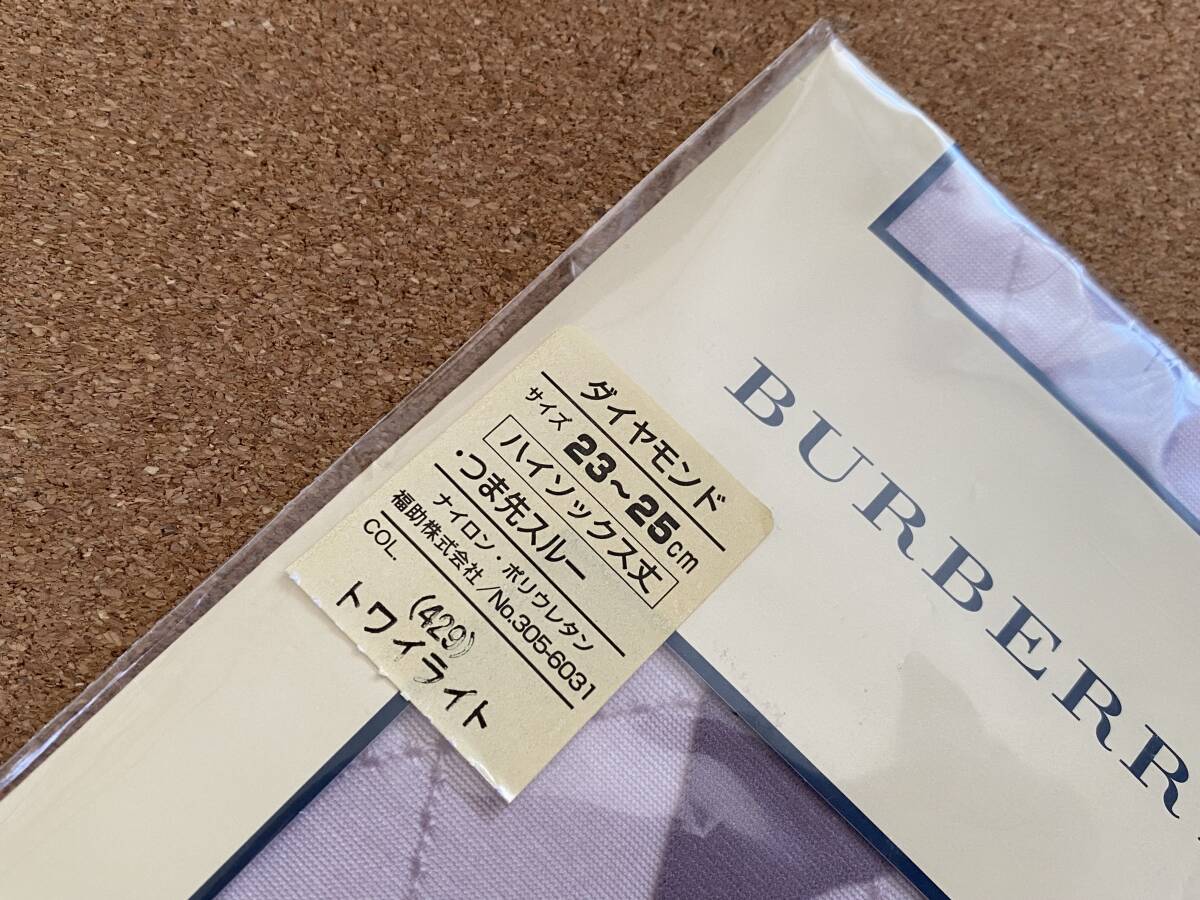 ダイヤモンド
サイズ 23〜25cm
ハイソックス丈
・つま先スルー
ナイロン・ポリウレタン
福助株式会社/No.305-6031
COL.
(429)
トワイライト
BURBERR